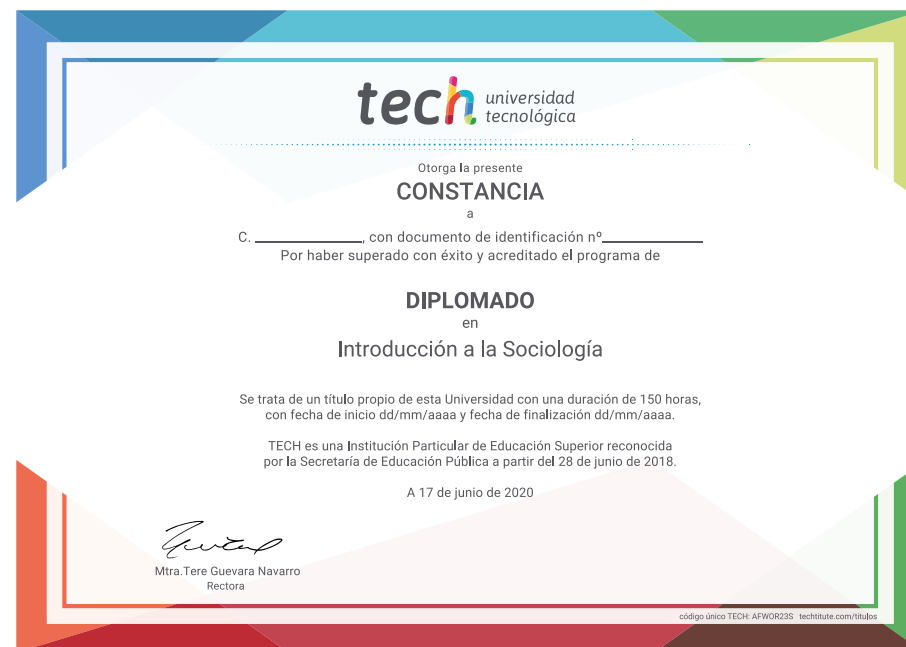 tech universidad
tecnológica
Otorga la presente
CONSTANCIA
a
C. ______________, con documento de identificación nº_____________
Por haber superado con éxito y acreditado el programa de
DIPLOMADO
en
Introducción a la Sociología
Se trata de un título propio de esta Universidad con una duración de 150 horas,
con fecha de inicio dd/mm/aaaa y fecha de finalización dd/mm/aaaa.
TECH es una Institución Particular de Educación Superior reconocida
por la Secretaría de Educación Pública a partir del 28 de junio de 2018.
A 17 de junio de 2020
Mtra.Tere Guevara Navarro
Rectora
código único TECH: AFWOR23S techtitute.com/titulos